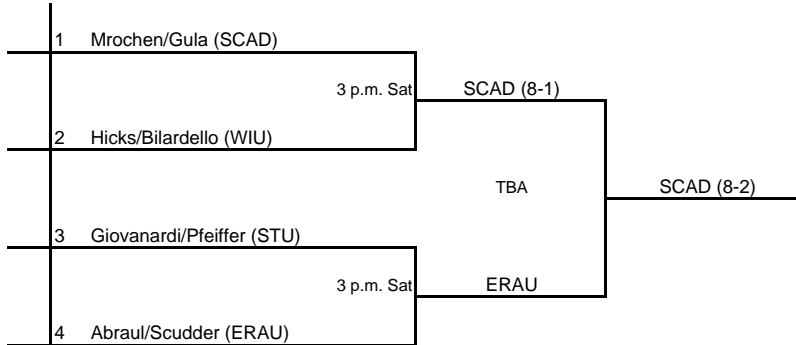 1 Mrochen/Gula (SCAD)
3 p.m. Sat SCAD (8-1)
2 Hicks/Bilardello (WIU)
TBA SCAD (8-2)
3 Giovanardi/Pfeiffer (STU)
3 p.m. Sat ERAU
4 Abraul/Scudder (ERAU)